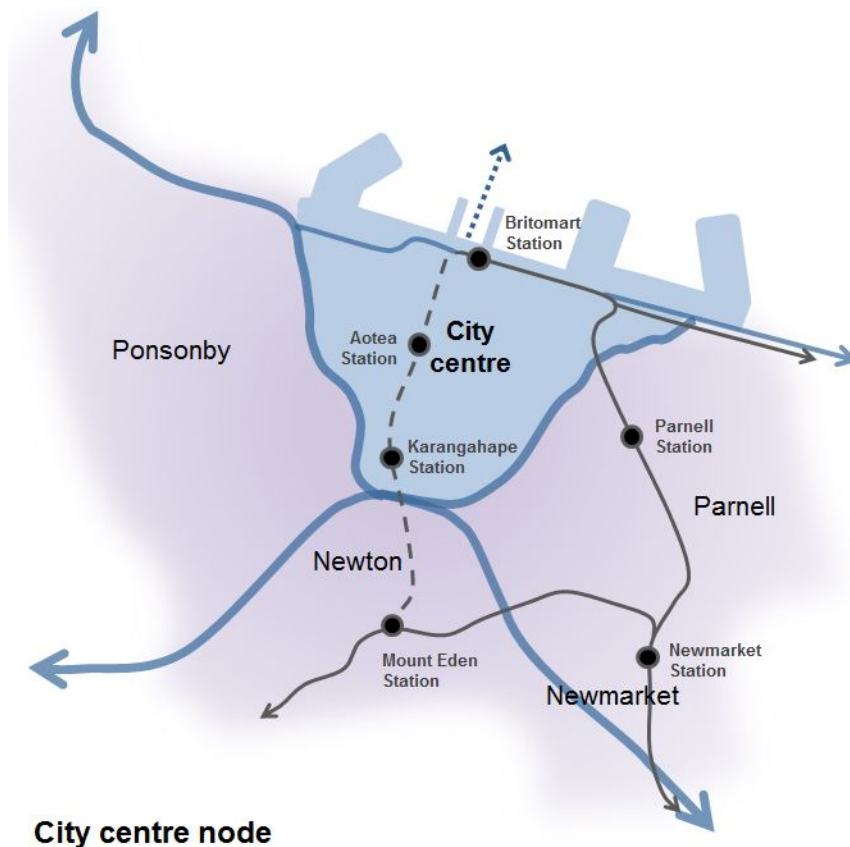 Britomart
Station
Ponsonby
Aotea
Station
City
centre
Parnell
Station
Karangahape
Station
Parnell
Newton
Mount Eden
Station
Newmarket
Station
Newmarket
City centre node